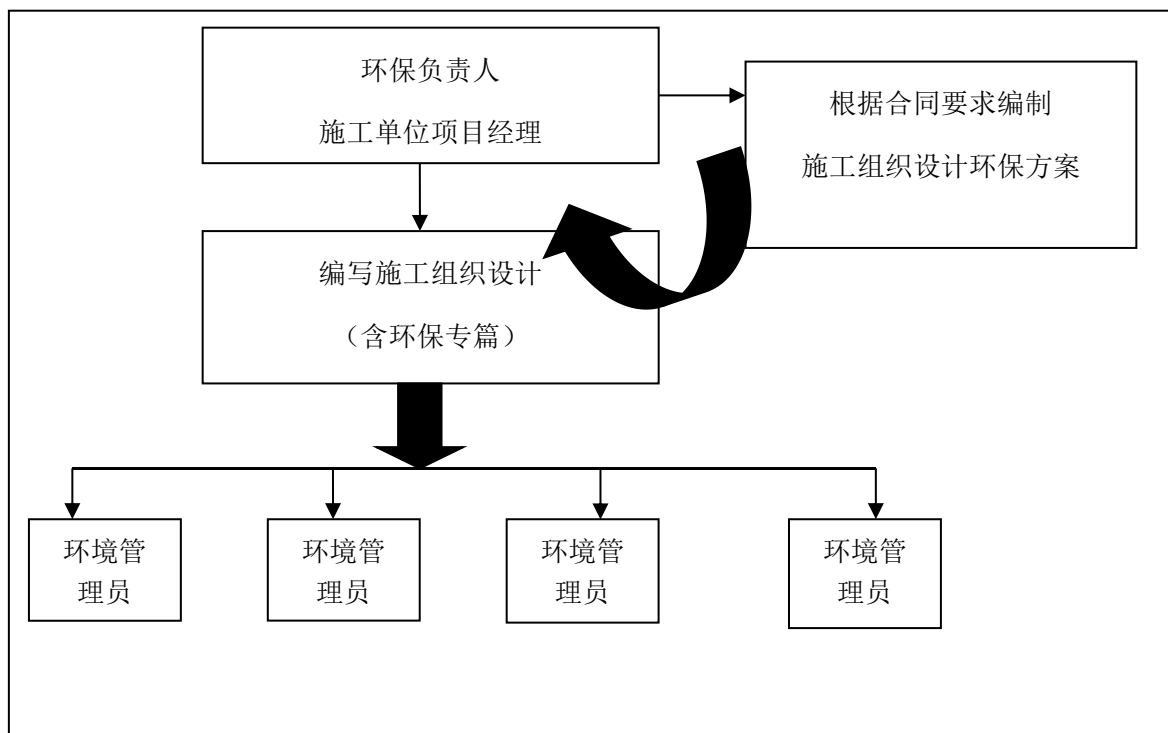 环保负责人
施工单位项目经理
根据合同要求编制
施工组织设计环保方案
编写施工组织设计
（含环保专篇）
环境管
理员
环境管
理员
环境管
理员
环境管
理员